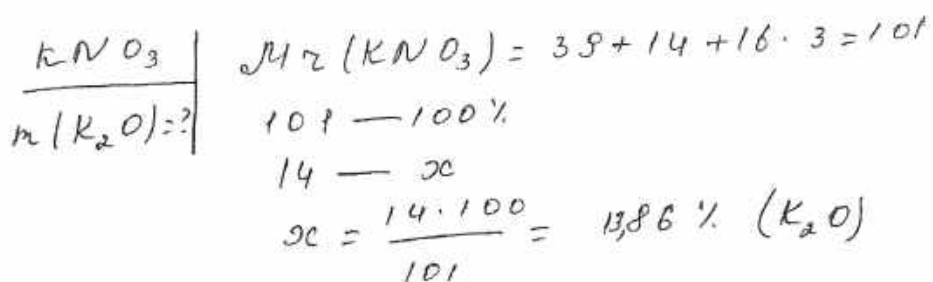 KNO₃
m(K₂O)=?
Mr(KNO₃) = 39+14+16·3=101
101 — 100%
14 — x
x = 14·100 / 101 = 13,86 % (K₂O)